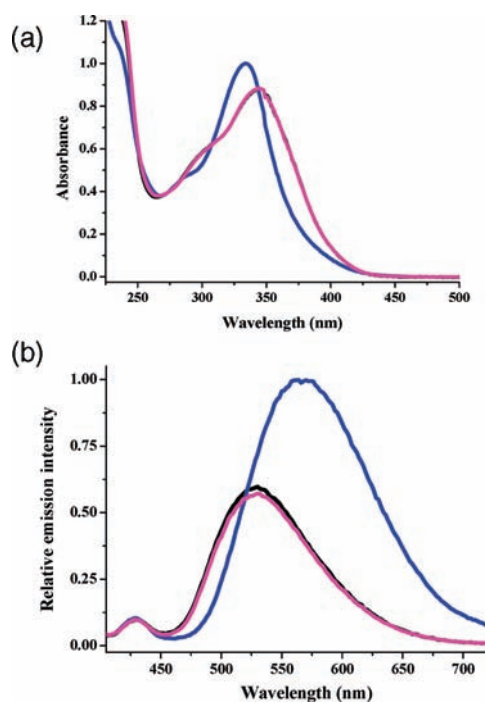 (a)
1.2
1.0
0.8
0.6
0.4
0.2
0.0
Absorbance
250 300 350 400 450 500
Wavelength (nm)
(b)
1.00
0.75
0.50
0.25
0.00
Relative emission intensity
450 500 550 600 650 700
Wavelength (nm)